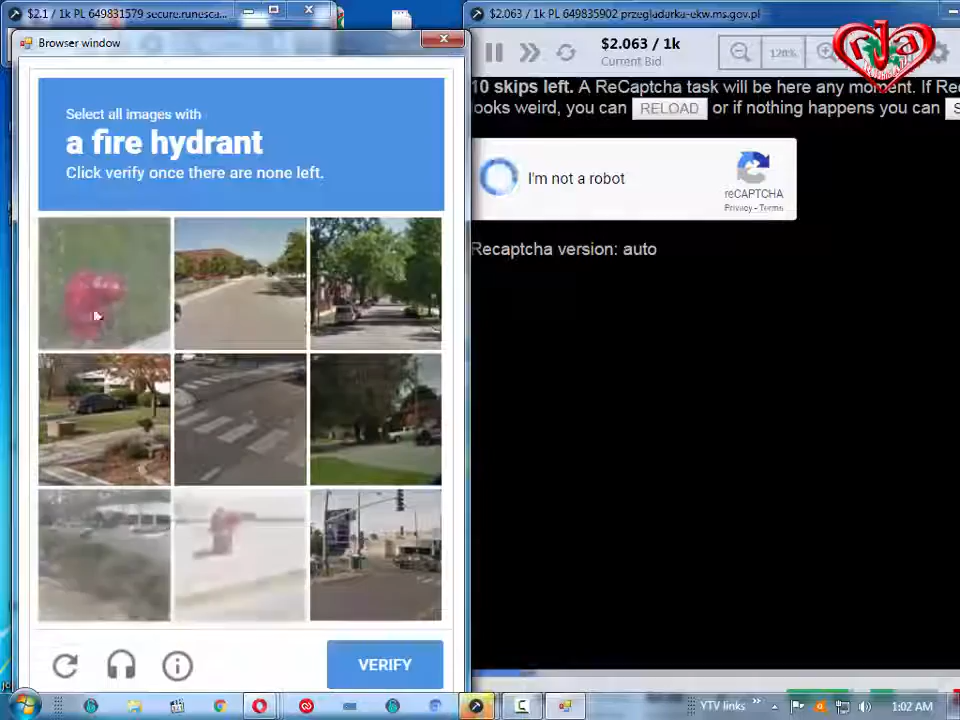 $2.1 / 1k PL 649831579 secure.runesca...
$2.063 / 1k PL 649835902 przegladarka-ekw.ms.gov.pl
Browser window
$2.063 / 1k
Current Bid
120%
10 skips left. A ReCaptcha task will be here any moment. If Rec
ooks weird, you can RELOAD or if nothing happens you can S
Select all images with
a fire hydrant
Click verify once there are none left.
I'm not a robot
reCAPTCHA
Privacy - Terms
Recaptcha version: auto
VERIFY
YTV links
1:02 AM